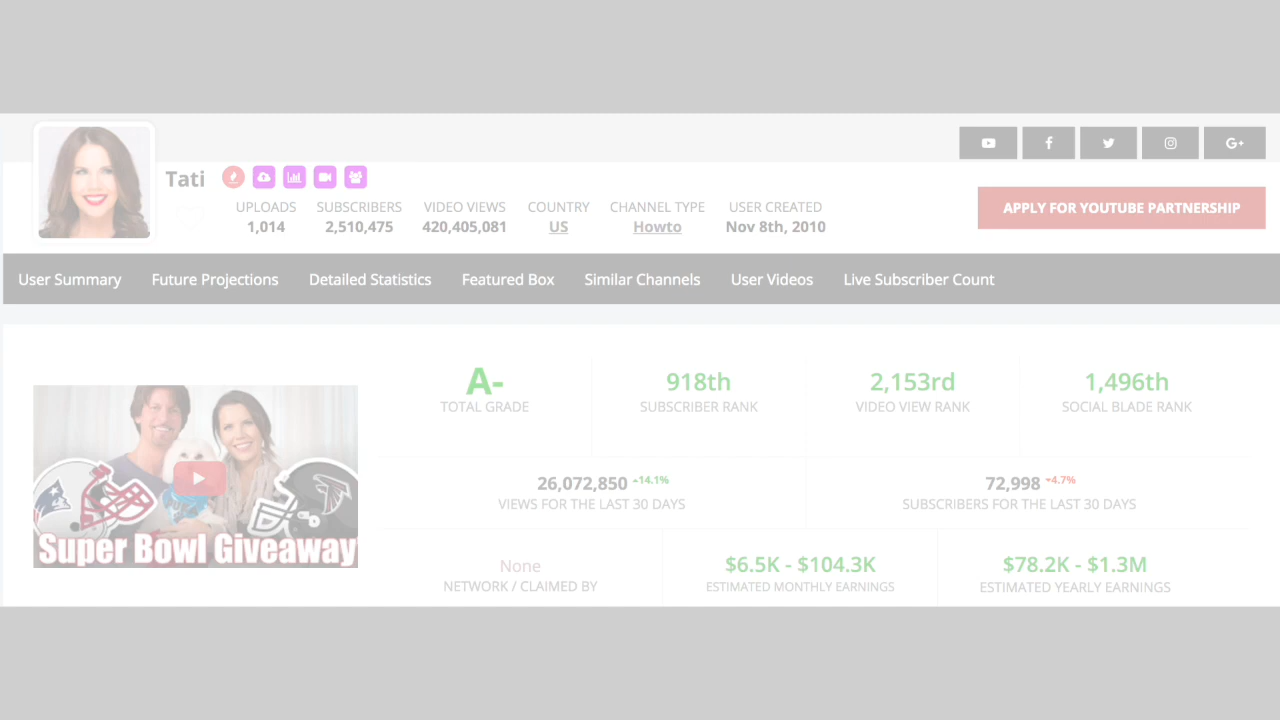 Tati
UPLOADS SUBSCRIBERS VIDEO VIEWS COUNTRY CHANNEL TYPE USER CREATED
1,014 2,510,475 420,405,081 US Howto Nov 8th, 2010
G+
APPLY FOR YOUTUBE PARTNERSHIP
User Summary Future Projections Detailed Statistics Featured Box Similar Channels User Videos Live Subscriber Count
Super Bowl Giveaway
A- 918th 2,153rd 1,496th
TOTAL GRADE SUBSCRIBER RANK VIDEO VIEW RANK SOCIAL BLADE RANK
26,072,850 14.1% 72,998 4.7%
VIEWS FOR THE LAST 30 DAYS SUBSCRIBERS FOR THE LAST 30 DAYS
None $6.5K - $104.3K $78.2K - $1.3M
NETWORK / CLAIMED BY ESTIMATED MONTHLY EARNINGS ESTIMATED YEARLY EARNINGS